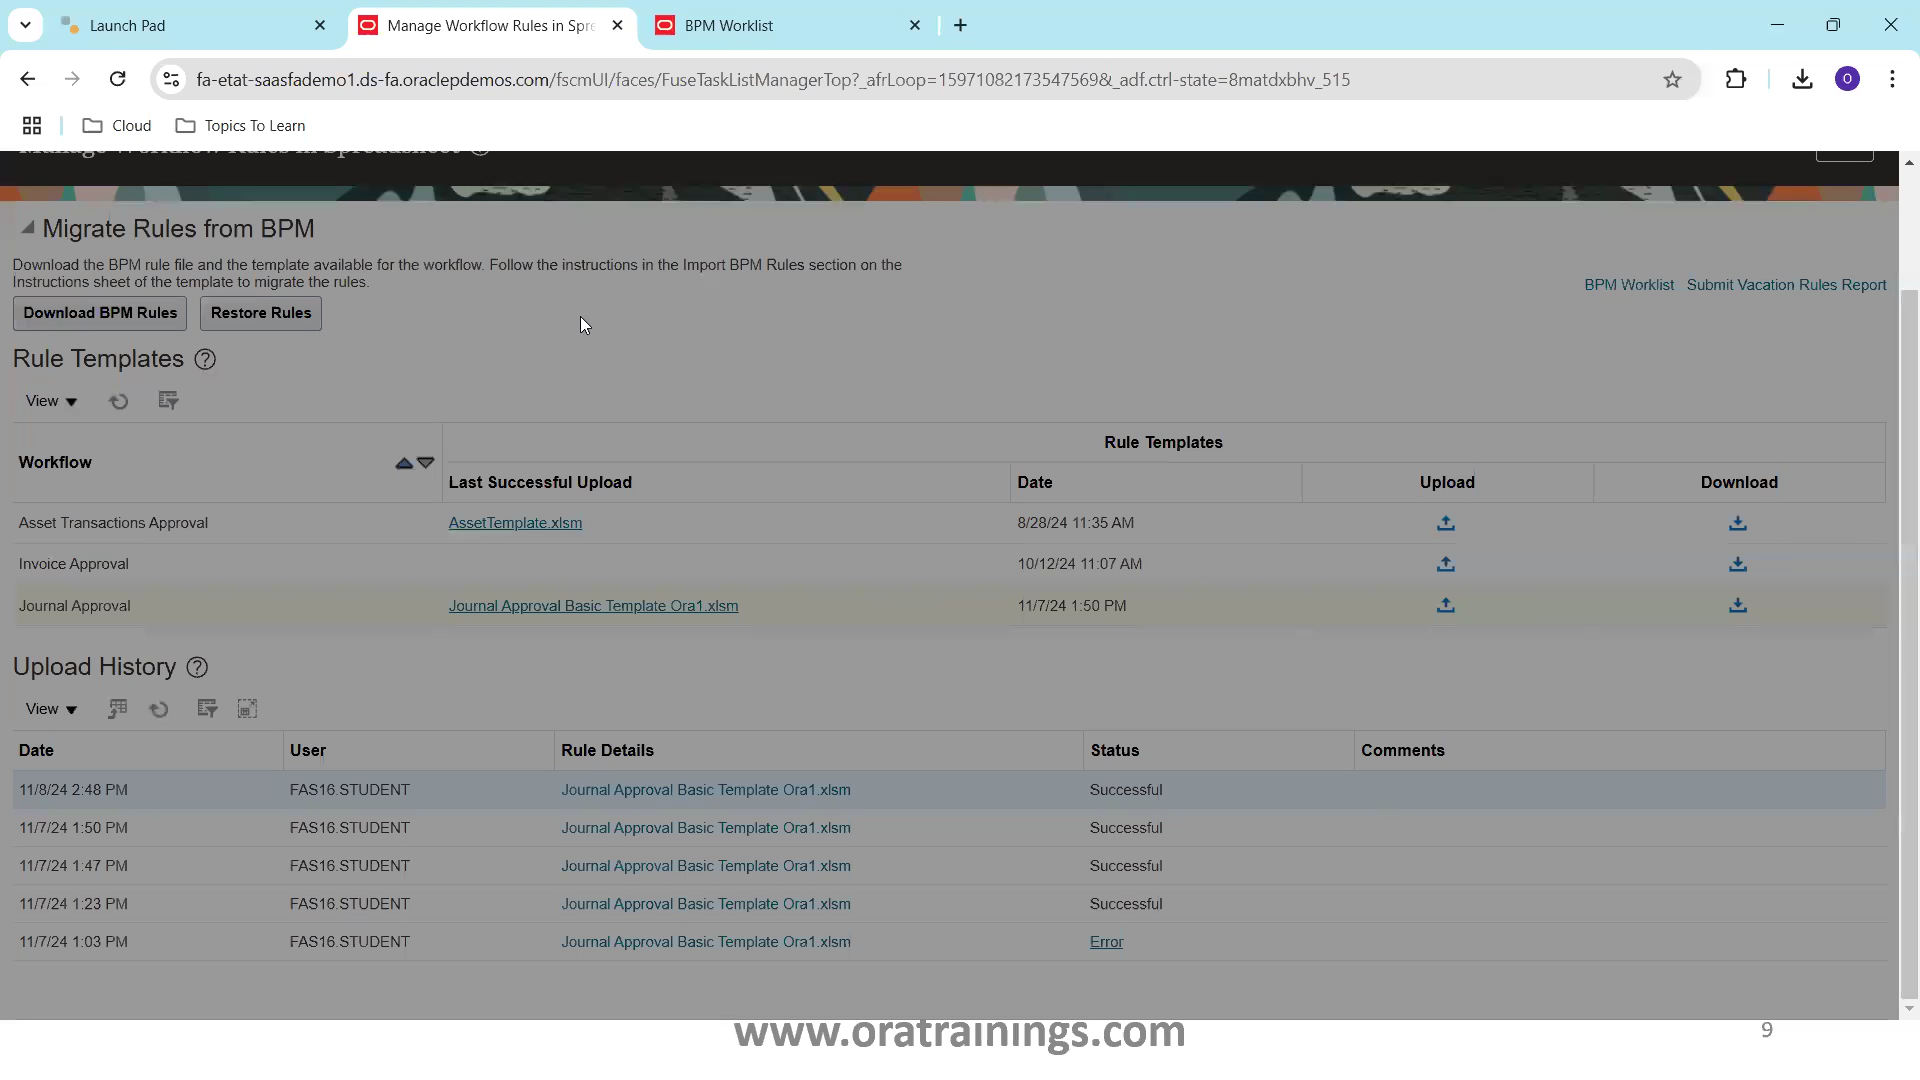 Launch Pad
Manage Workflow Rules in Spre
BPM Worklist
fa-etat-saasfademo1.ds-fa.oraclepdemos.com/fscmUI/faces/FuseTaskListManagerTop?_afrLoop=15971082173547569&_adf.ctrl-state=8matdxbhv_515
O
Cloud
Topics To Learn
Manage Workflow Rules in Spreadsheet
Migrate Rules from BPM
Download the BPM rule file and the template available for the workflow. Follow the instructions in the Import BPM Rules section on the
Instructions sheet of the template to migrate the rules.
BPM Worklist Submit Vacation Rules Report
Download BPM Rules Restore Rules
Rule Templates
View
Rule Templates
Workflow
Last Successful Upload Date Upload Download
Asset Transactions Approval AssetTemplate.xlsm 8/28/24 11:35 AM
Invoice Approval 10/12/24 11:07 AM
Journal Approval Journal Approval Basic Template Ora1.xlsm 11/7/24 1:50 PM
Upload History
View
Date User Rule Details Status Comments
11/8/24 2:48 PM FAS16.STUDENT Journal Approval Basic Template Ora1.xlsm Successful
11/7/24 1:50 PM FAS16.STUDENT Journal Approval Basic Template Ora1.xlsm Successful
11/7/24 1:47 PM FAS16.STUDENT Journal Approval Basic Template Ora1.xlsm Successful
11/7/24 1:23 PM FAS16.STUDENT Journal Approval Basic Template Ora1.xlsm Successful
11/7/24 1:03 PM FAS16.STUDENT Journal Approval Basic Template Ora1.xlsm Error
www.oratrainings.com
9